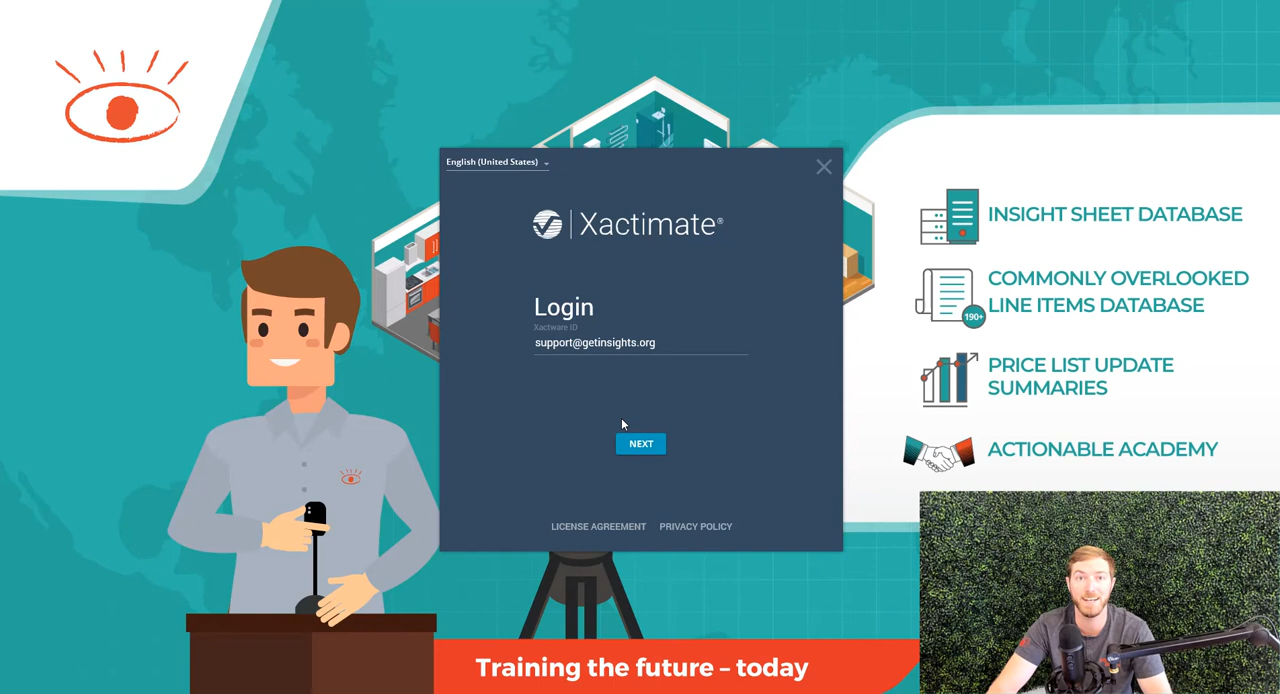 English (United States)
Xactimate®
Login
Xactware ID
support@getinsights.org
NEXT
LICENSE AGREEMENT PRIVACY POLICY
INSIGHT SHEET DATABASE
190+
COMMONLY OVERLOOKED
LINE ITEMS DATABASE
PRICE LIST UPDATE
SUMMARIES
ACTIONABLE ACADEMY
Training the future – today